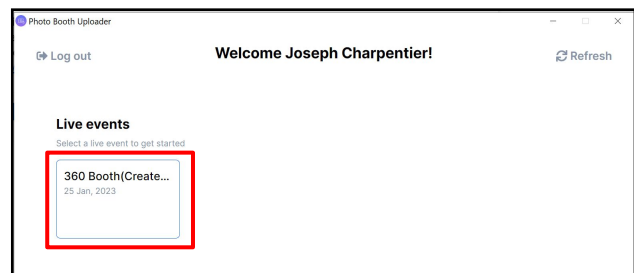 Photo Booth Uploader
Log out
Welcome Joseph Charpentier!
Refresh
Live events
Select a live event to get started
360 Booth(Create...
25 Jan, 2023